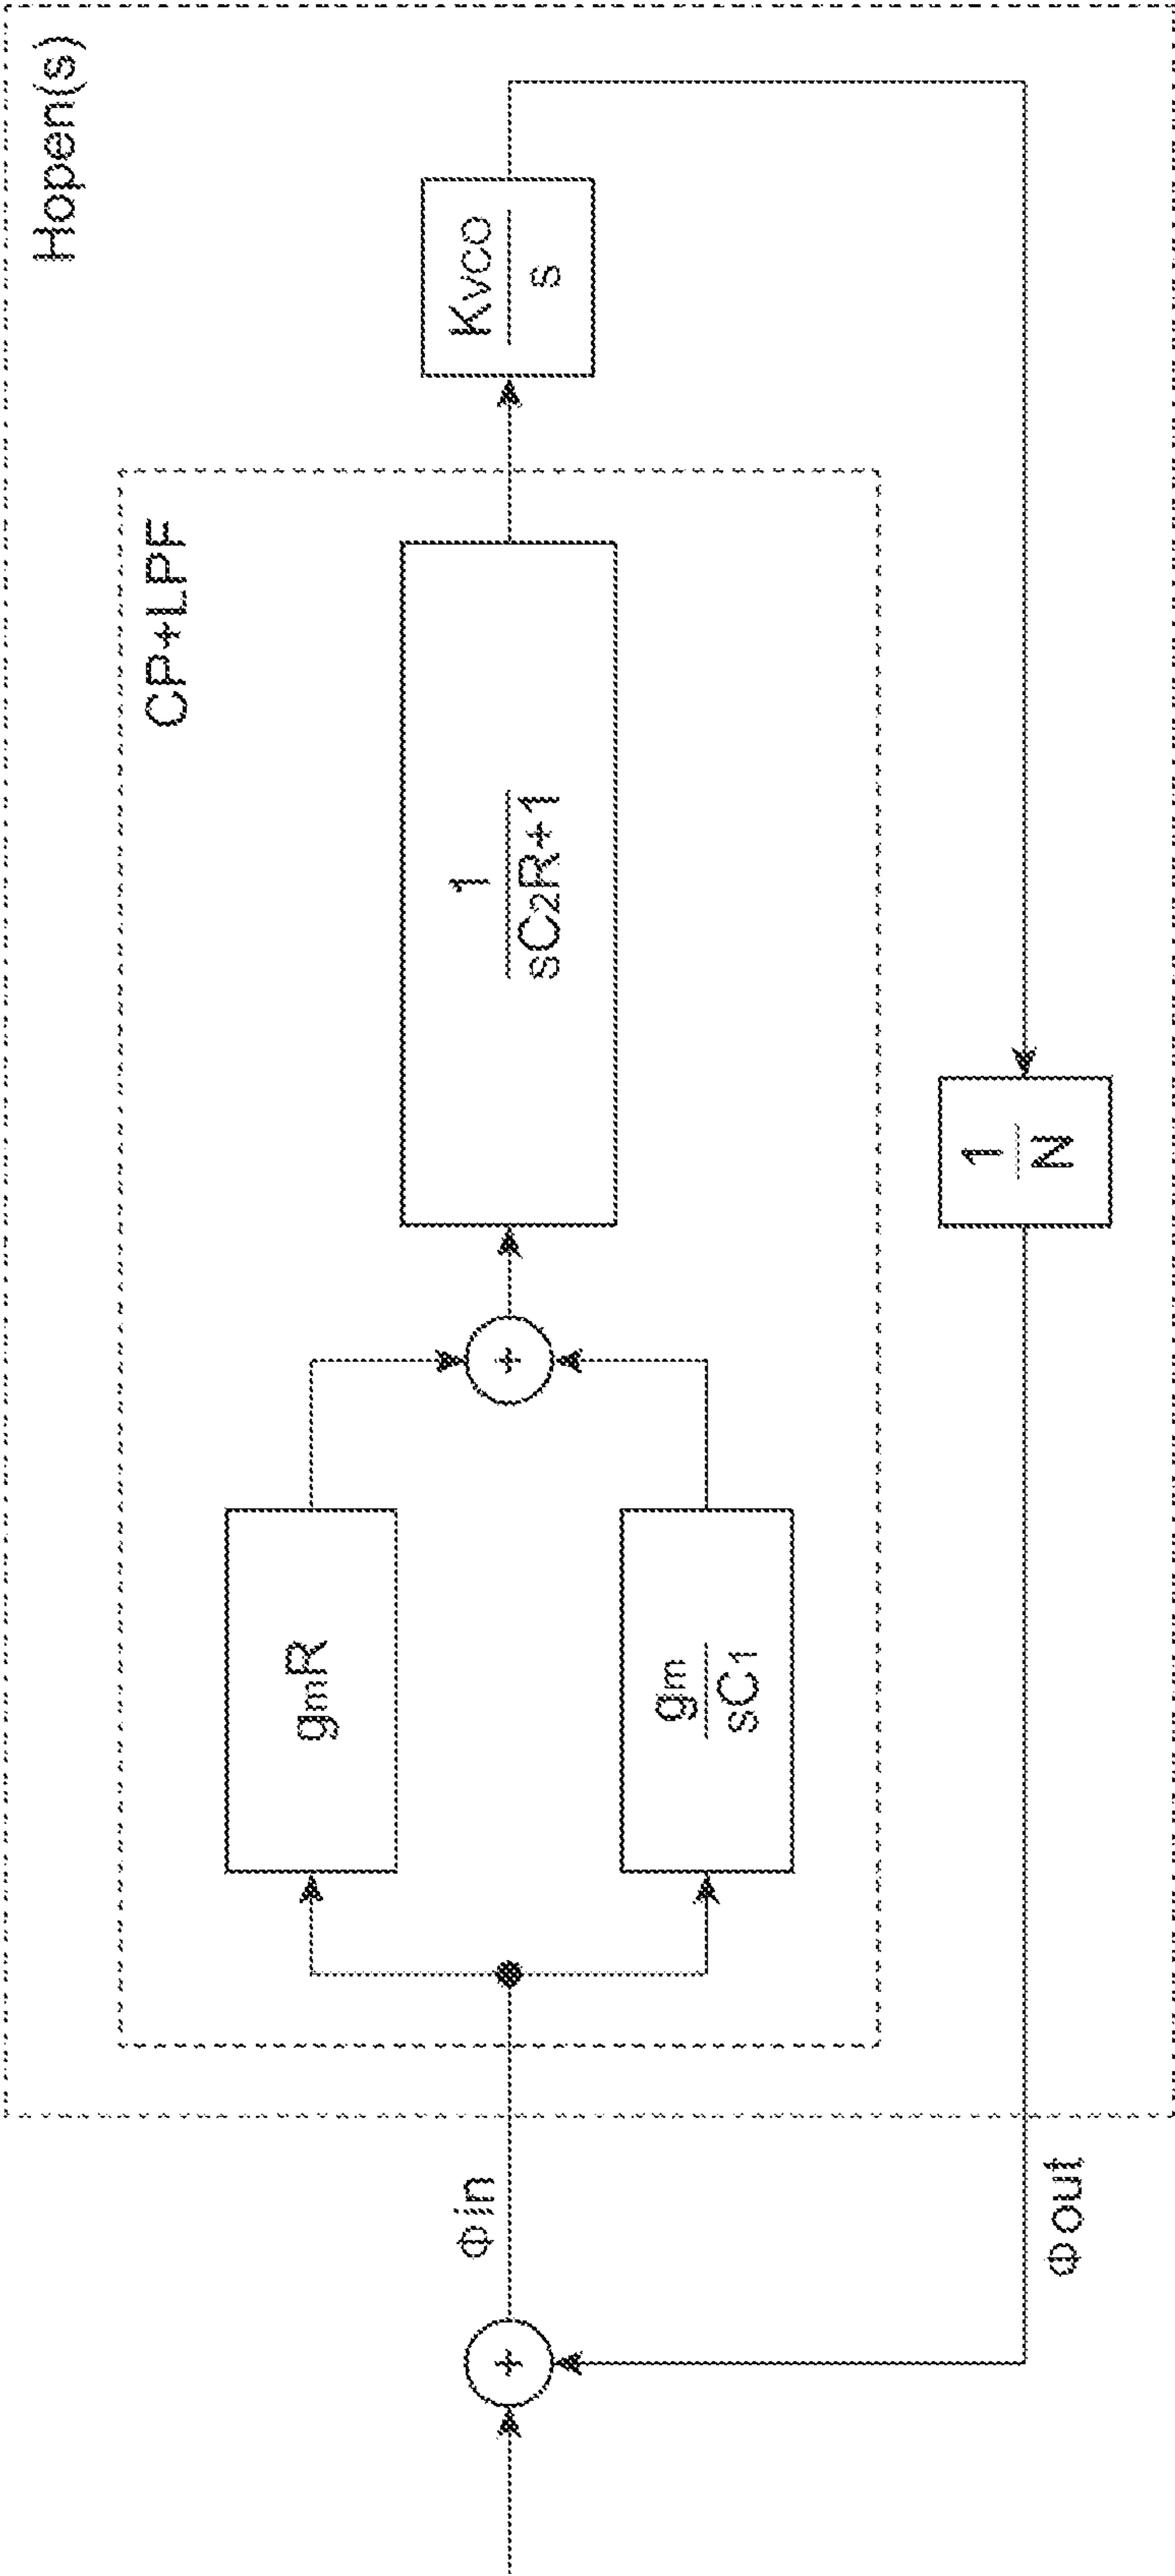 Hopen(s)
CP+LPF
gmR
gm
sC1
+
1
sC2R+1
Kvco
s
Φin
+
1
N
Φout